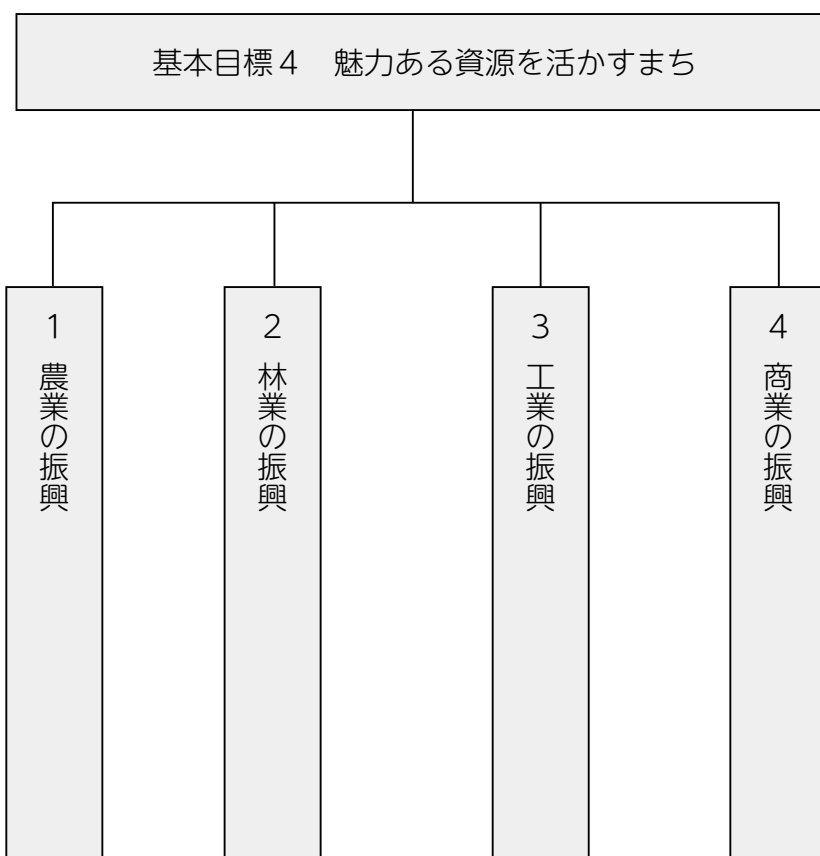 基本目標４　魅力ある資源を活かすまち
１　農業の振興
２　林業の振興
３　工業の振興
４　商業の振興